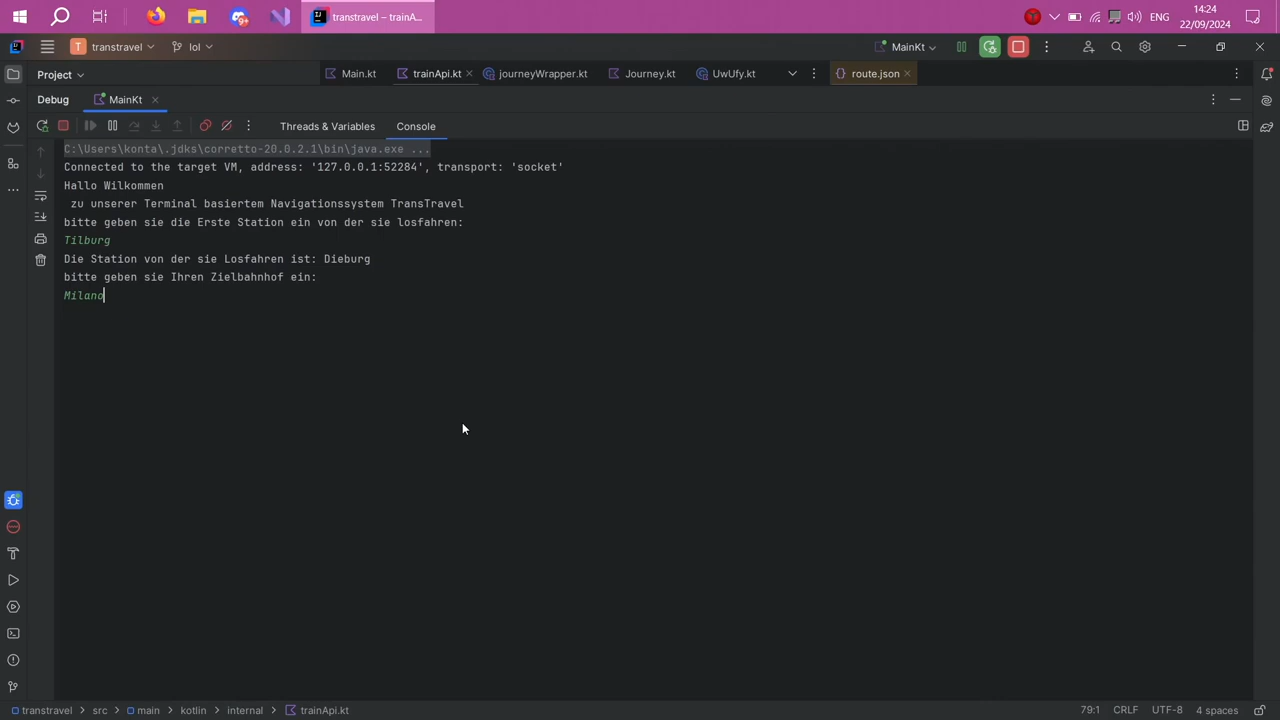 transtravel – trainA...
9+
ENG
14:24
22/09/2024
T transtravel
lol
MainKt
Project
Main.kt
trainApi.kt
journeyWrapper.kt
Journey.kt
UwUfy.kt
route.json
Debug
MainKt
Threads & Variables
Console
C:\Users\konta\.jdks\corretto-20.0.2.1\bin\java.exe ...
Connected to the target VM, address: '127.0.0.1:52284', transport: 'socket'
Hallo Wilkommen
zu unserer Terminal basiertem Navigationssystem TransTravel
bitte geben sie die Erste Station ein von der sie losfahren:
Tilburg
Die Station von der sie Losfahren ist: Dieburg
bitte geben sie Ihren Zielbahnhof ein:
Milano
transtravel > src > main > kotlin > internal > trainApi.kt
79:1
CRLF
UTF-8
4 spaces